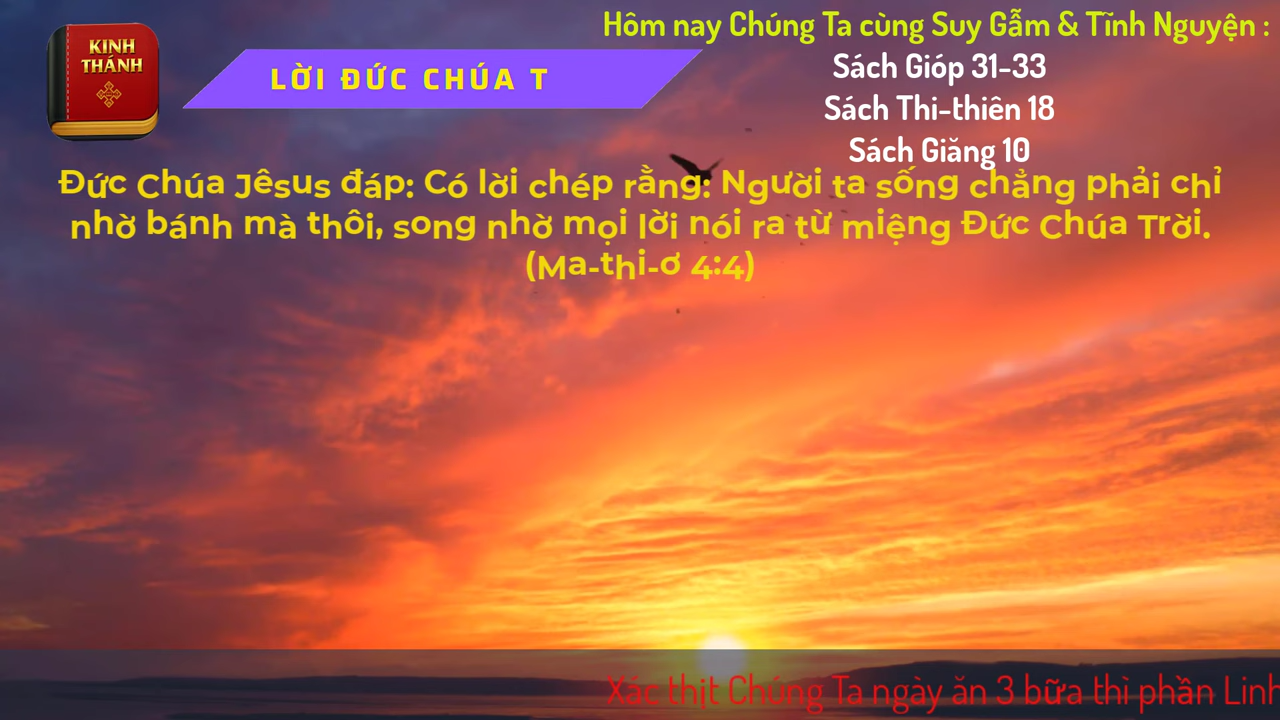 KINH
THÁNH
LỜI ĐỨC CHÚA T
Hôm nay Chúng Ta cùng Suy Gẫm & Tĩnh Nguyện :
Sách Gióp 31-33
Sách Thi-thiên 18
Sách Giăng 10
Đức Chúa Jêsus đáp: Có lời chép rằng: Người ta sống chẳng phải chỉ
nhờ bánh mà thôi, song nhờ mọi lời nói ra từ miệng Đức Chúa Trời.
(Ma-thi-ơ 4:4)
Xác thịt Chúng Ta ngày ăn 3 bữa thì phần Linh